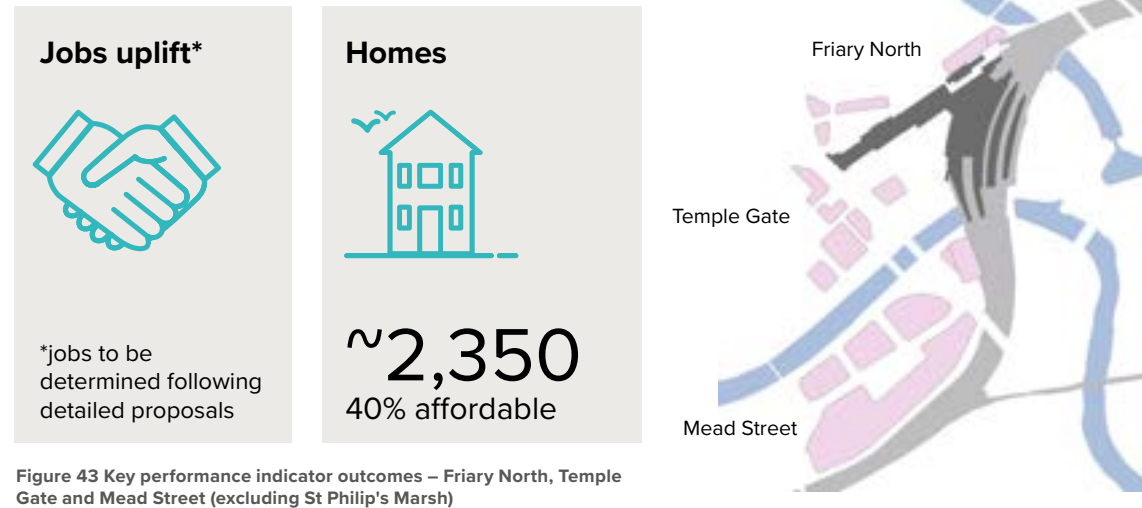 Jobs uplift*
*jobs to be
determined following
detailed proposals
Homes
~2,350
40% affordable
Friary North
Temple Gate
Mead Street
Figure 43 Key performance indicator outcomes – Friary North, Temple
Gate and Mead Street (excluding St Philip's Marsh)